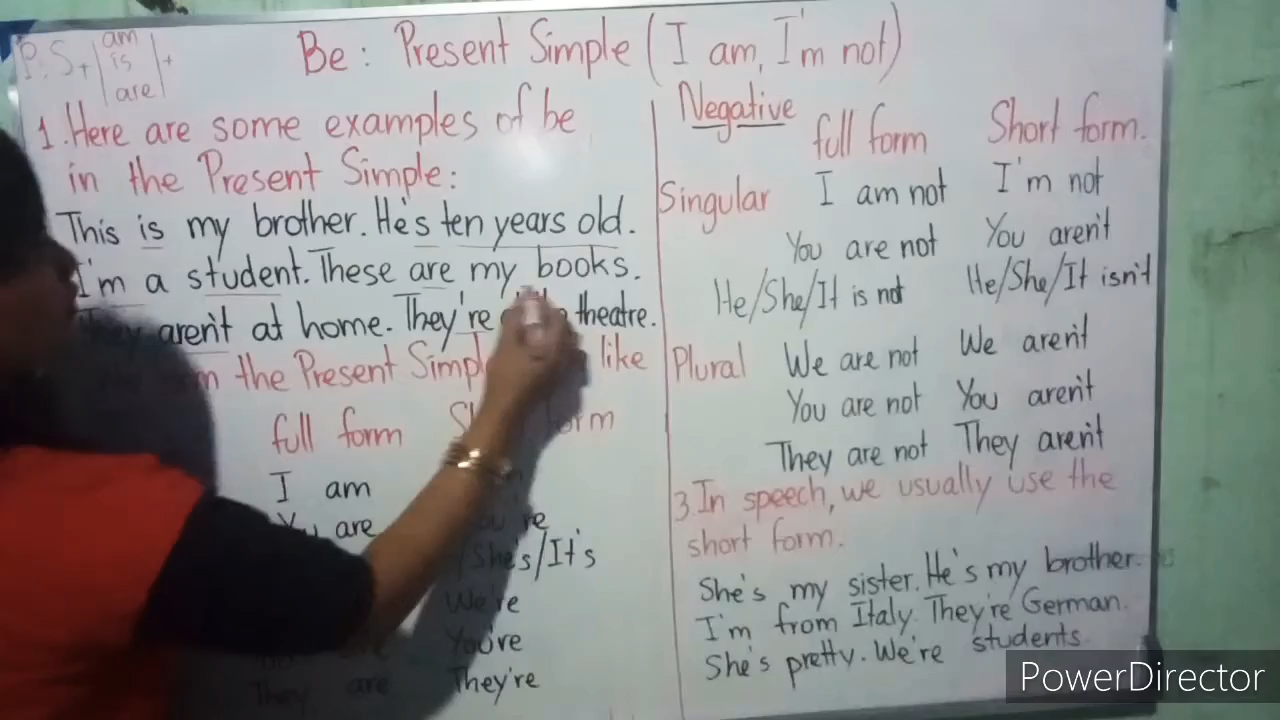 P. S + am is are +
Be: Present Simple (I am, I'm not)
1. Here are some examples of be
in the Present Simple:
This is my brother. He's ten years old.
I'm a student. These are my books.
aren't at home. They're theatre.
the Present Simple like
full form
I am
are
You're
She's/It's
We're
You're
They are They're
Negative full form Short form.
Singular I am not I'm not
You are not You aren't
He/She/It is not He/She/It isn't
Plural We are not We aren't
You are not You aren't
They are not They aren't
3. In speech, we usually use the
short form.
She's my sister. He's my brother.
I'm from Italy. They're German.
She's pretty. We're students.
PowerDirector